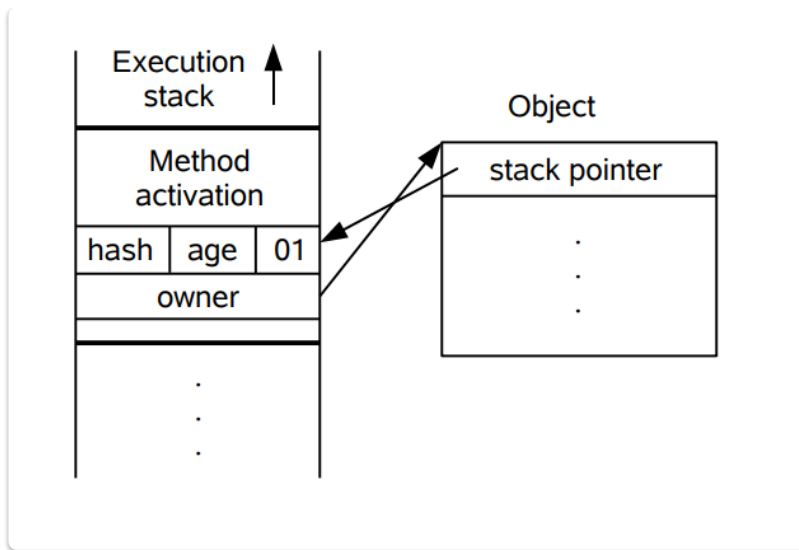 Execution
stack
Object
Method
activation
stack pointer
hash age 01
owner